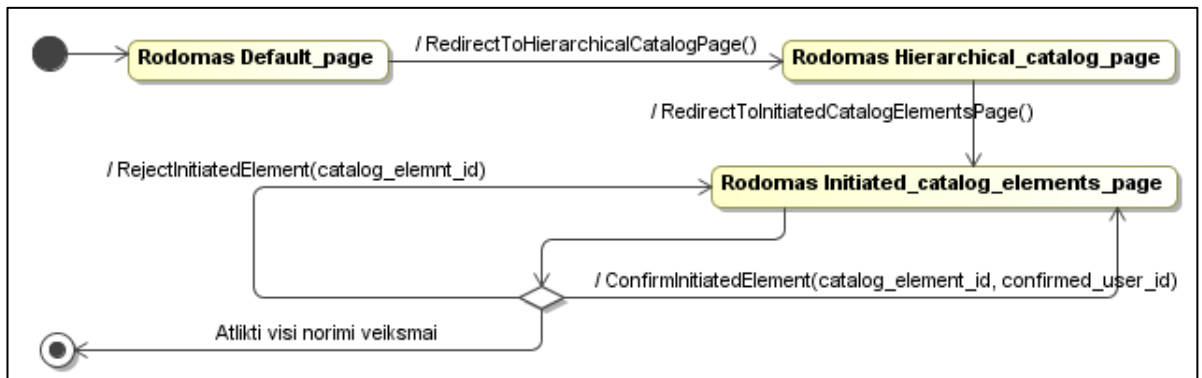 / RedirectToHierarchicalCatalogPage()
Rodomas Default_page
Rodomas Hierarchical_catalog_page
/ RedirectToInitiatedCatalogElementsPage()
/ RejectInitiatedElement(catalog_elemnt_id)
Rodomas Initiated_catalog_elements_page
/ ConfirmInitiatedElement(catalog_element_id, confirmed_user_id)
Atlikti visi norimi veiksmai